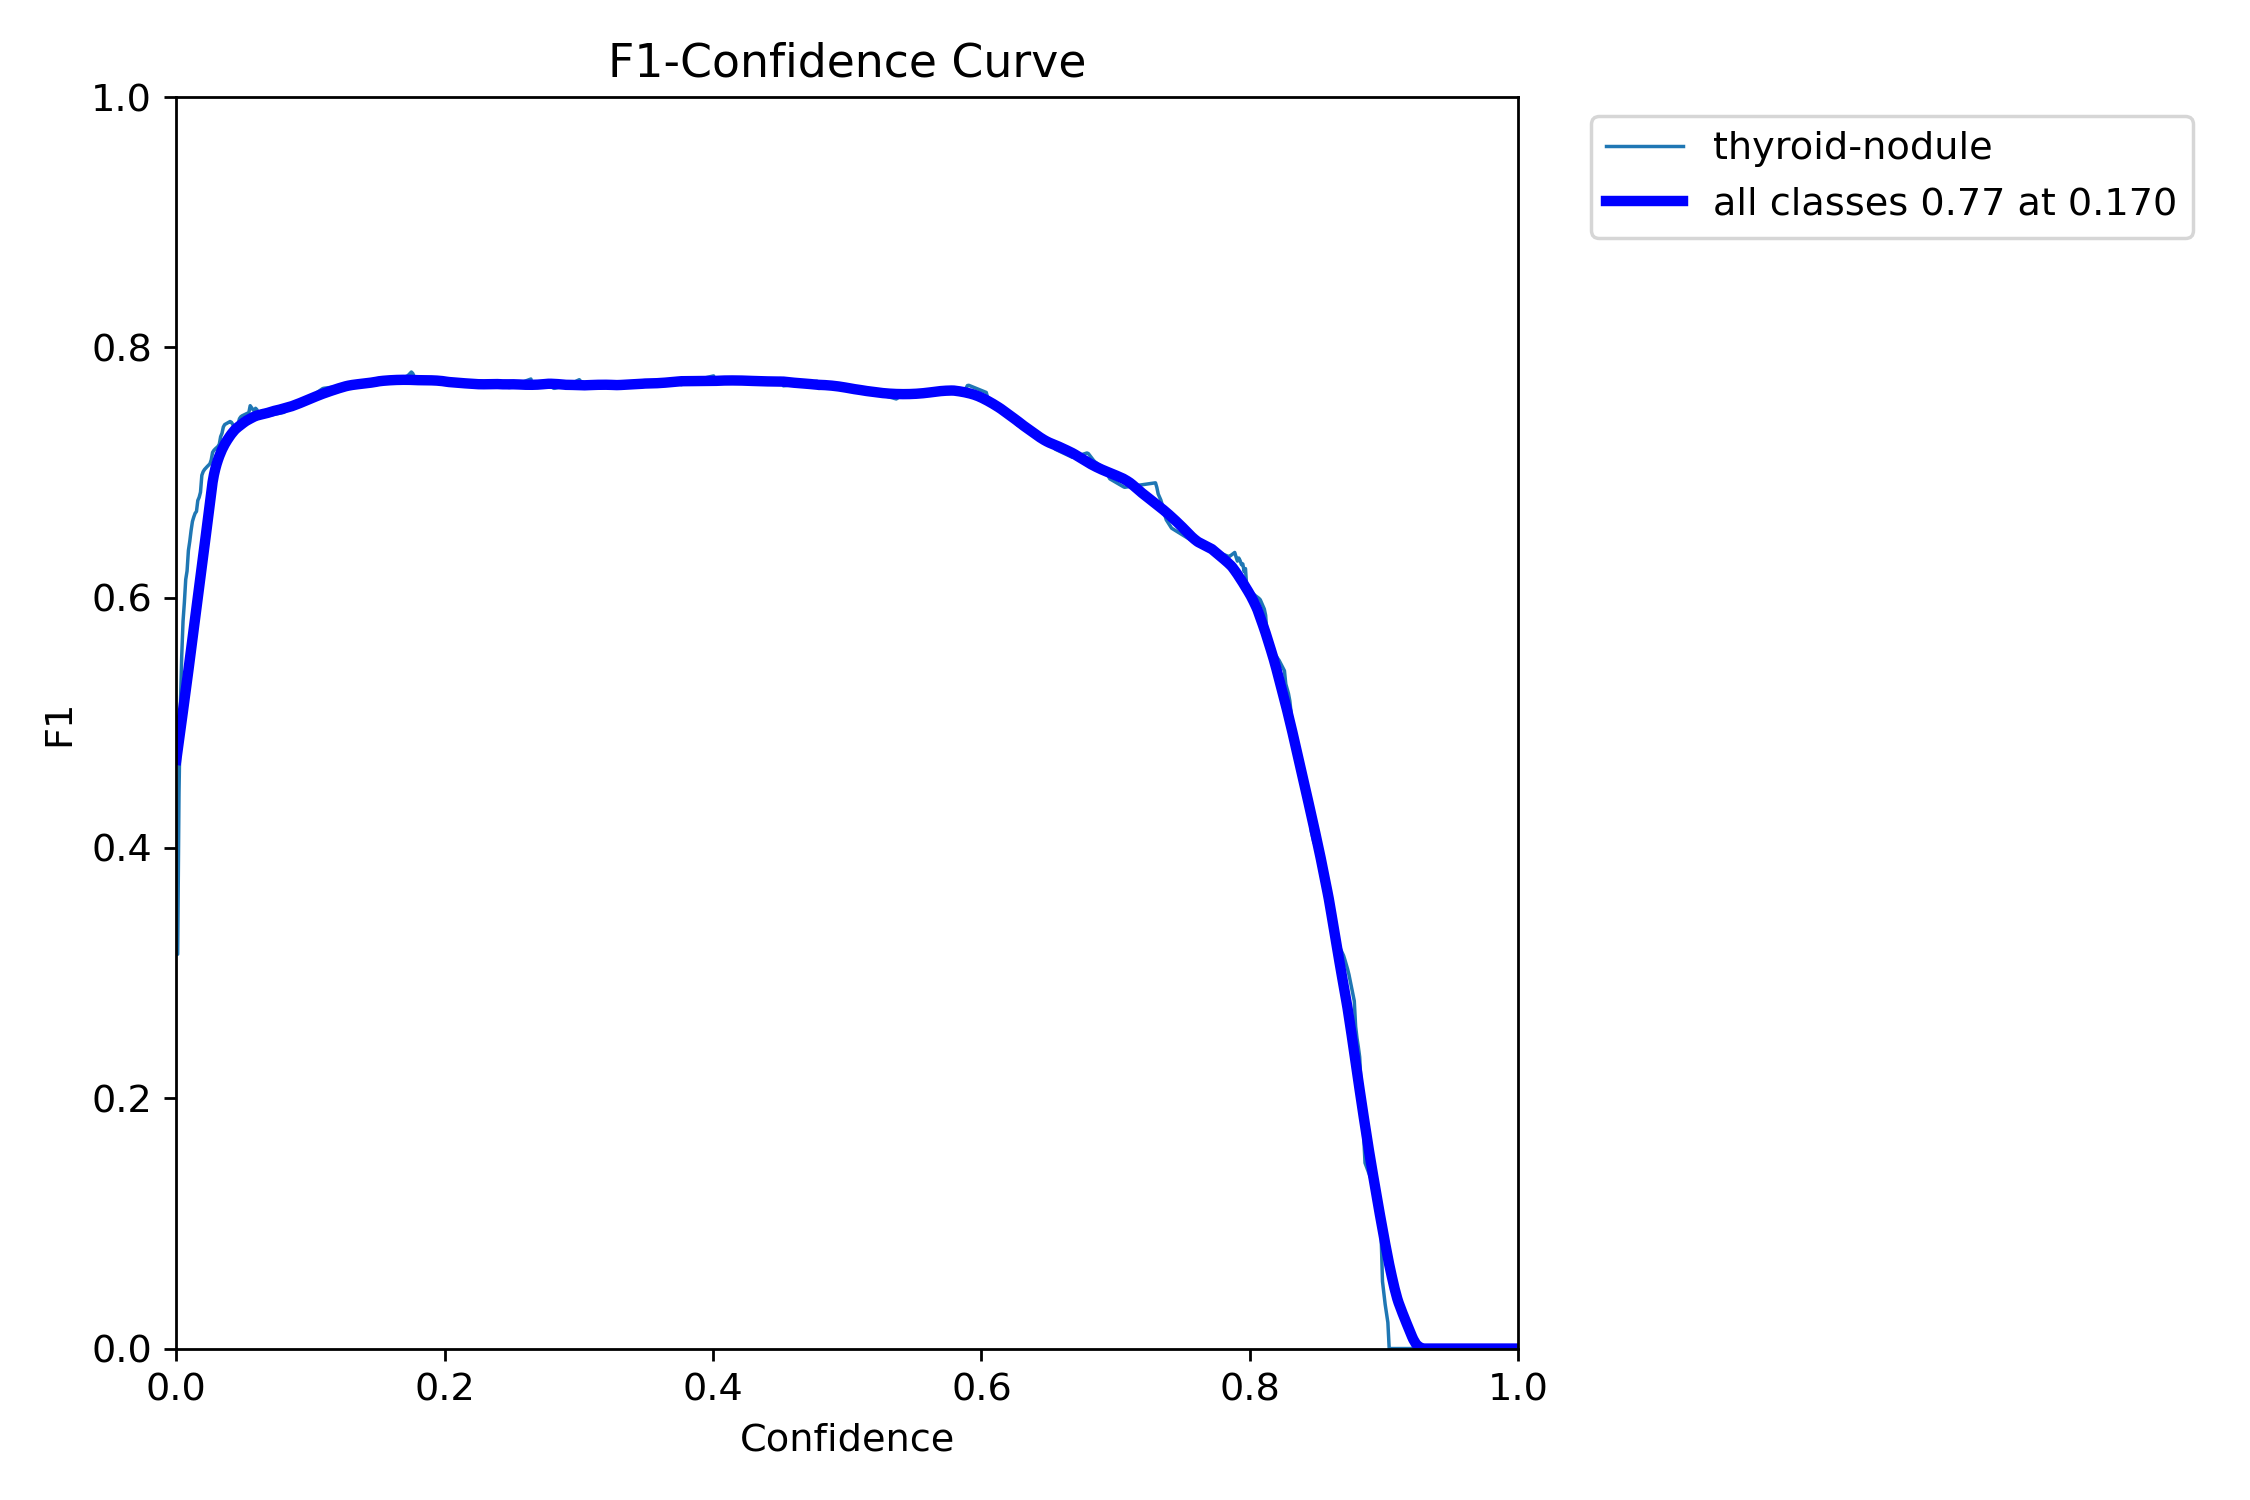 F1-Confidence Curve
1.0
0.8
0.6
0.4
0.2
0.0
F1
0.0 0.2 0.4 0.6 0.8 1.0
Confidence
thyroid-nodule
all classes 0.77 at 0.170